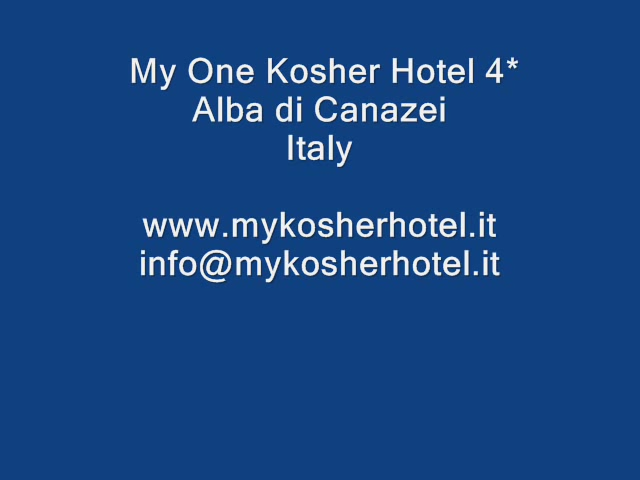 My One Kosher Hotel 4*
Alba di Canazei
Italy
www.mykosherhotel.it
info@mykosherhotel.it